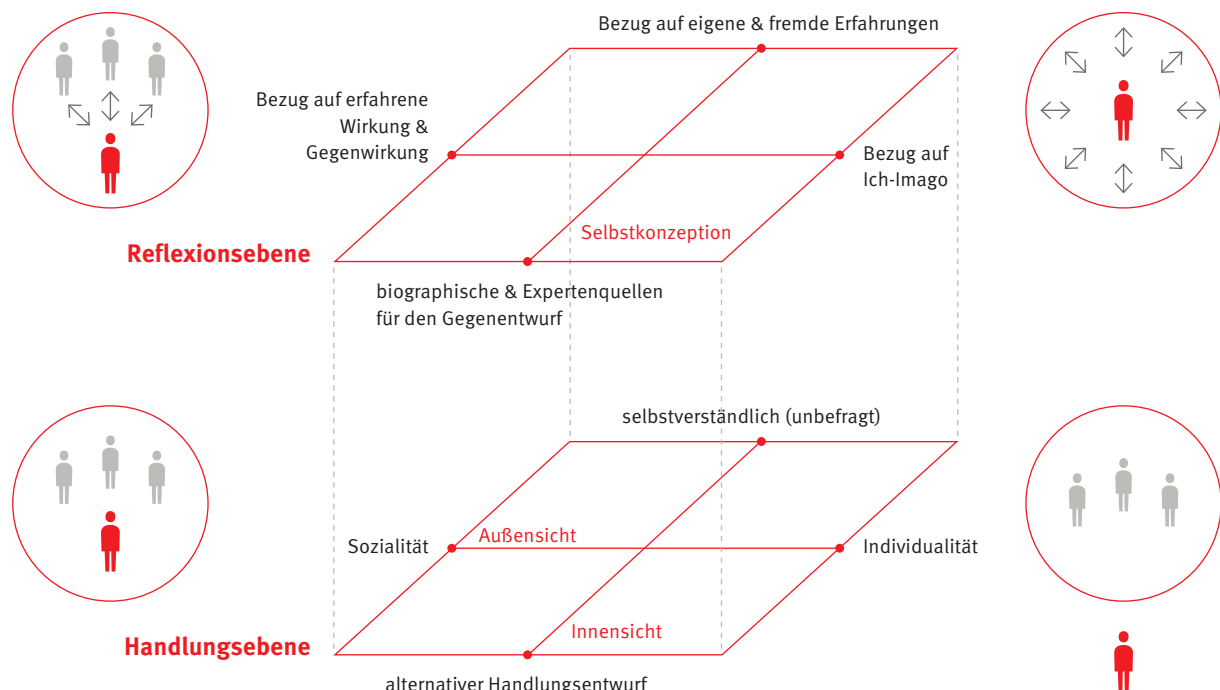 Bezug auf eigene & fremde Erfahrungen
Bezug auf erfahrene
Wirkung &
Gegenwirkung
Bezug auf
Ich-Imago
Selbstkonzeption
Reflexionsebene
biographische & Expertenquellen
für den Gegenentwurf
selbstverständlich (unbefragt)
Außensicht
Sozialität
Individualität
Innensicht
Handlungsebene
alternativer Handlungsentwurf